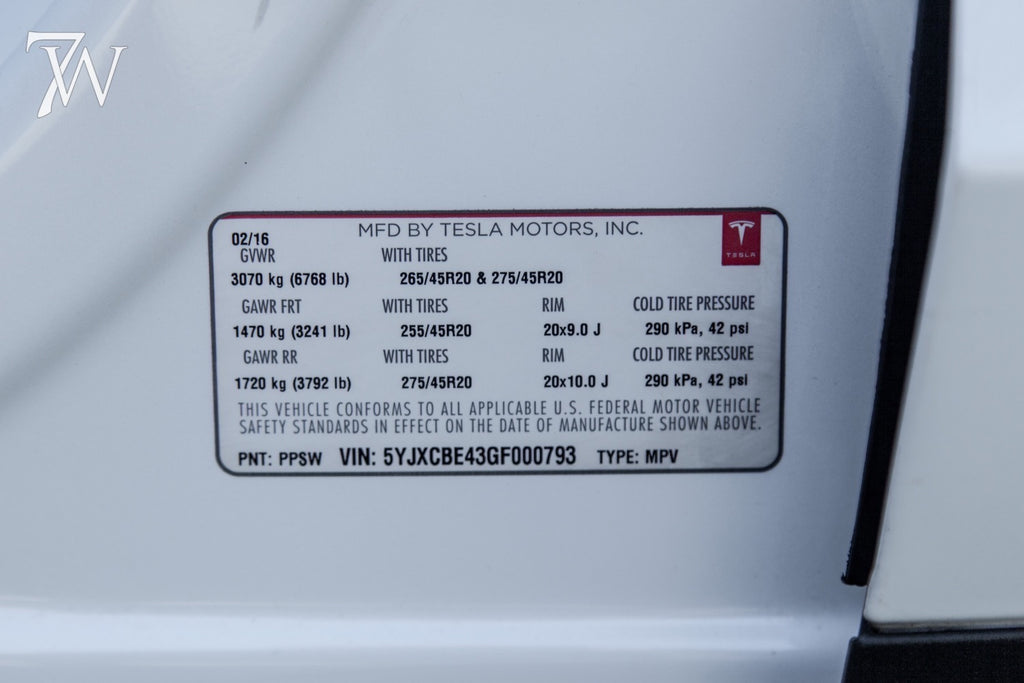 7W
MFD BY TESLA MOTORS, INC.
TESLA
02/16
GVWR WITH TIRES
3070 kg (6768 lb) 265/45R20 & 275/45R20
GAWR FRT WITH TIRES RIM COLD TIRE PRESSURE
1470 kg (3241 lb) 255/45R20 20x9.0 J 290 kPa, 42 psi
GAWR RR WITH TIRES RIM COLD TIRE PRESSURE
1720 kg (3792 lb) 275/45R20 20x10.0 J 290 kPa, 42 psi
THIS VEHICLE CONFORMS TO ALL APPLICABLE U.S. FEDERAL MOTOR VEHICLE
SAFETY STANDARDS IN EFFECT ON THE DATE OF MANUFACTURE SHOWN ABOVE.
PNT: PPSW VIN: 5YJXCBE43GF000793 TYPE: MPV